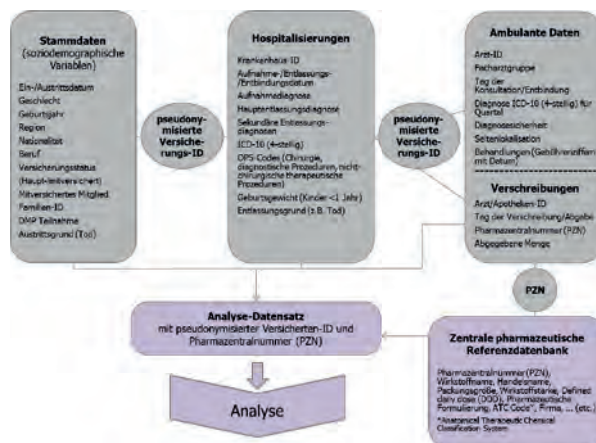 Stammdaten
(soziodemographische
Variablen)
Ein-/Austrittsdatum
Geschlecht
Geburtsjahr
Region
Nationalität
Beruf
Versicherungsstatus
(Haupt-/mitversichert)
Mitversichertes Mitglied
Familien-ID
DMP Teilnahme
Austrittsgrund (Tod)
pseudony-
misierte
Versiche-
rungs-ID
Hospitalisierungen
Krankenhaus-ID
Aufnahme-/Entlassungs-
/Entbindungsdatum
Aufnahmediagnose
Hauptentlassungsdiagnose
Sekundäre Entlassungs-
diagnosen
ICD-10 (4-stellig)
OPS-Codes (Chirurgie,
diagnostische Prozeduren, nicht-
chirurgische therapeutische
Prozeduren)
Geburtsgewicht (Kinder <1 Jahr)
Entlassungsgrund (z.B. Tod)
pseudony-
misierte
Versiche-
rungs-ID
Ambulante Daten
Arzt-ID
Facharztgruppe
Tag der
Konsultation/Entbindung
Diagnose ICD-10 (4-stellig) für
Quartal
Diagnosesicherheit
Seitenlokalisation
Behandlungen (Gebührenziffern
mit Datum)
Verschreibungen
Arzt/Apotheken-ID
Tag der Verschreibung/Abgabe
Pharmazentralnummer (PZN)
Abgegebene Menge
PZN
Analyse-Datensatz
mit pseudonymisierter Versicherten-ID und
Pharmazentralnummer (PZN)
Analyse
Zentrale pharmazeutische
Referenzdatenbank
Pharmazentralnummer (PZN),
Wirkstoffname, Handelsname,
Packungsgröße, Wirkstoffstärke, Defined
daily dose (DDD), Pharmazeutische
Formulierung, ATC Code*, Firma, ... (etc.)
*Anatomical Therapeutic Chemical
Classification System